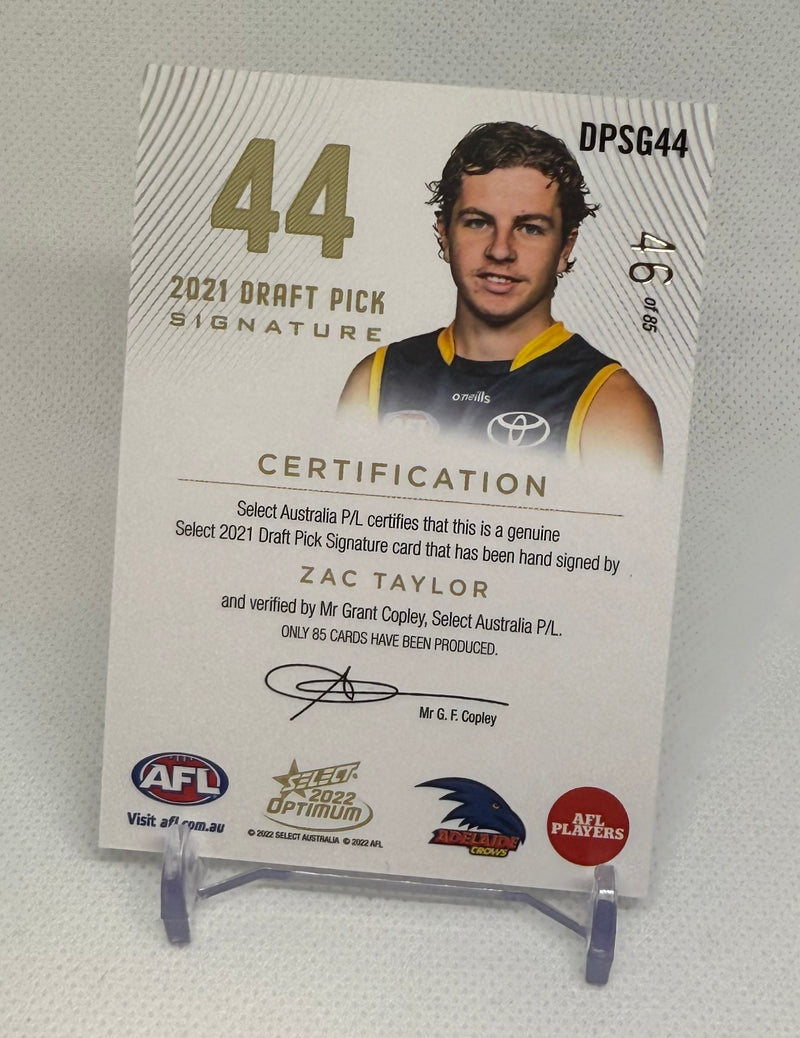 44
2021 DRAFT PICK
SIGNATURE
DPSG44
46 of 85
o'neills
CERTIFICATION
Select Australia P/L certifies that this is a genuine
Select 2021 Draft Pick Signature card that has been hand signed by
ZAC TAYLOR
and verified by Mr Grant Copley, Select Australia P/L.
ONLY 85 CARDS HAVE BEEN PRODUCED.
Mr G. F. Copley
AFL
Visit afl.com.au
SELECT
2022
OPTIMUM
© 2022 SELECT AUSTRALIA © 2022 AFL
ADELAIDE
CROWS
AFL
PLAYERS